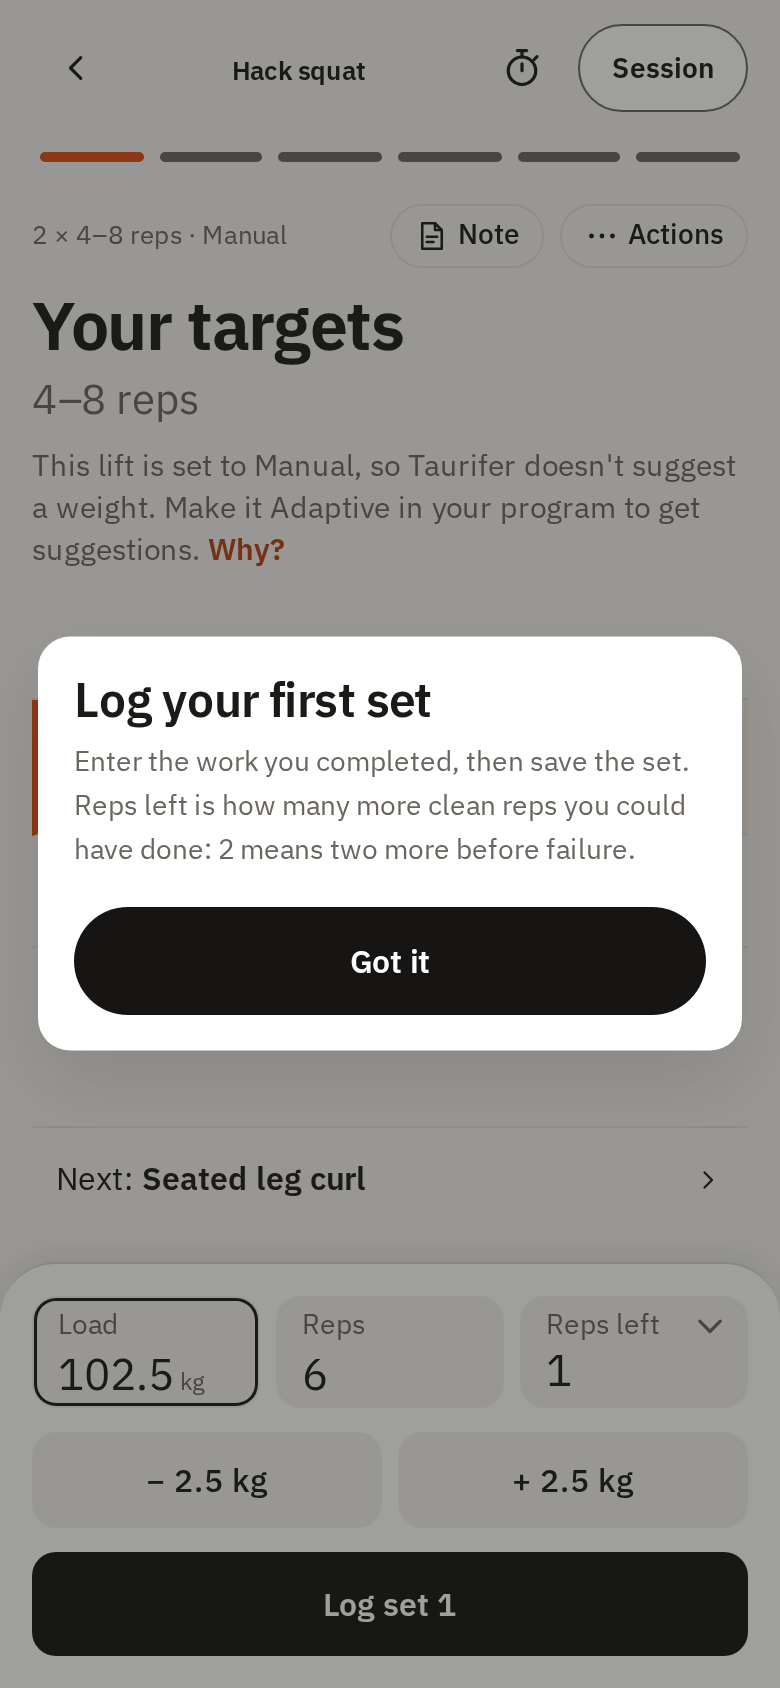 Hack squat
Session
2 × 4–8 reps · Manual
Note
Actions
Your targets
4–8 reps
This lift is set to Manual, so Taurifer doesn't suggest
a weight. Make it Adaptive in your program to get
suggestions. Why?
Log your first set
Enter the work you completed, then save the set.
Reps left is how many more clean reps you could
have done: 2 means two more before failure.
Got it
Next: Seated leg curl
Load
102.5 kg
Reps
6
Reps left
1
– 2.5 kg
+ 2.5 kg
Log set 1